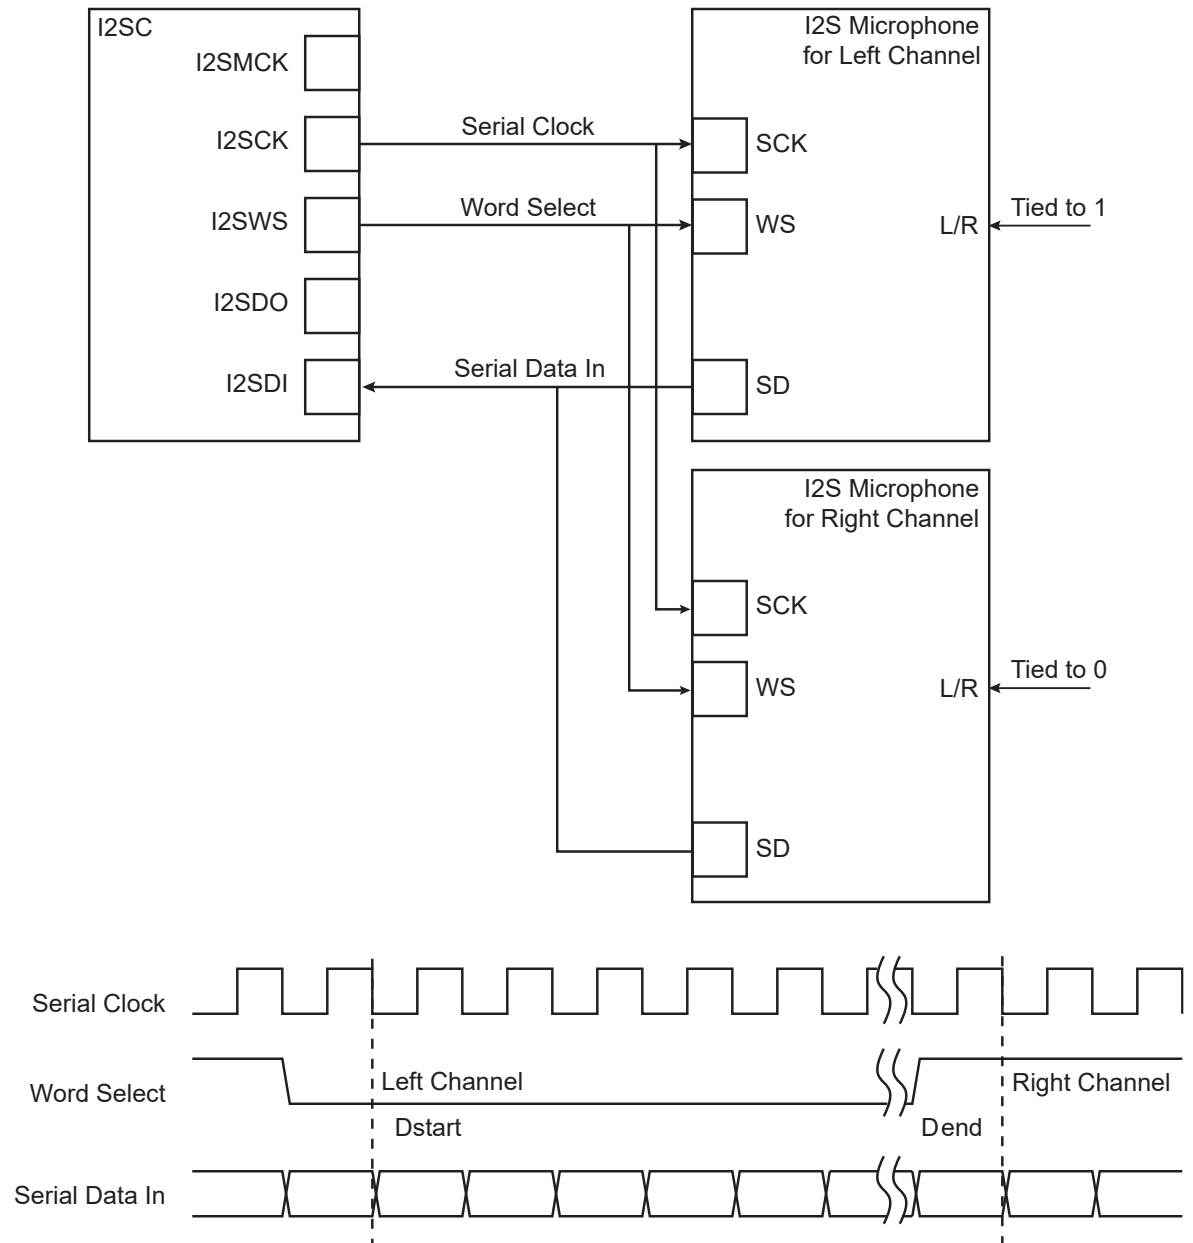 I2SC
I2SMCK
I2SCK
I2SWS
I2SDO
I2SDI
Serial Clock
Word Select
Serial Data In
I2S Microphone
for Left Channel
SCK
WS
L/R
Tied to 1
SD
I2S Microphone
for Right Channel
SCK
WS
L/R
Tied to 0
SD
Serial Clock
Word Select
Left Channel
Right Channel
Dstart
Dend
Serial Data In